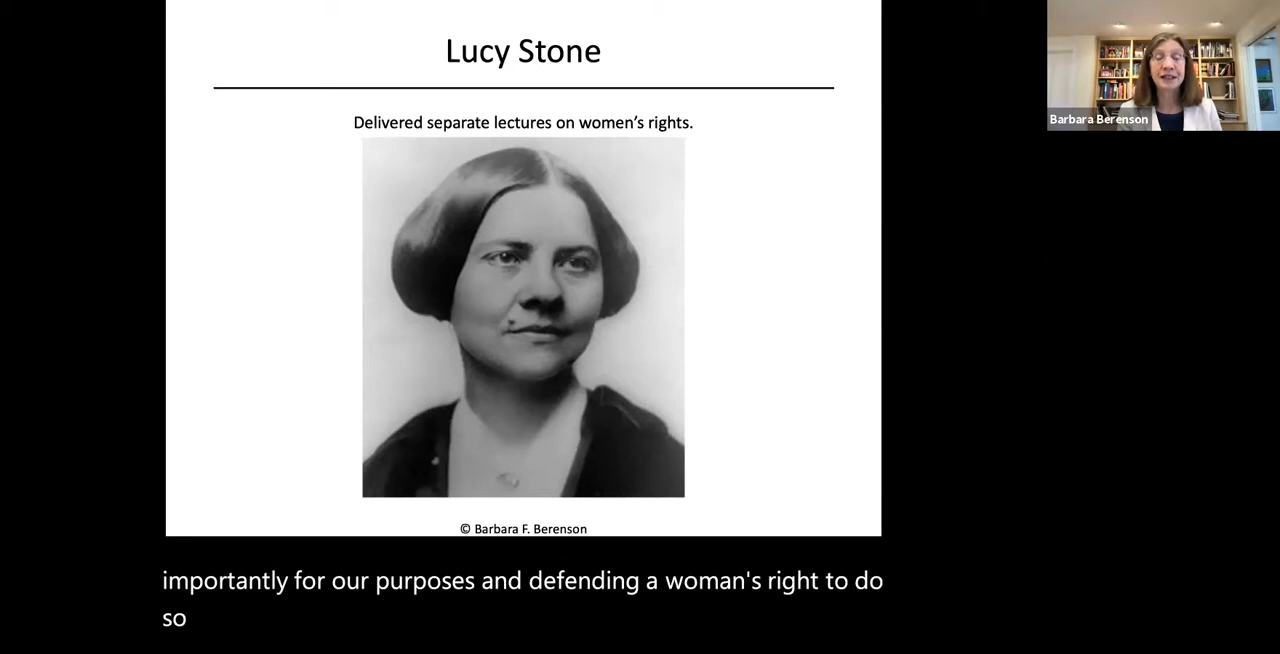 Lucy Stone
Delivered separate lectures on women’s rights.
© Barbara F. Berenson
Barbara Berenson
importantly for our purposes and defending a woman's right to do
so